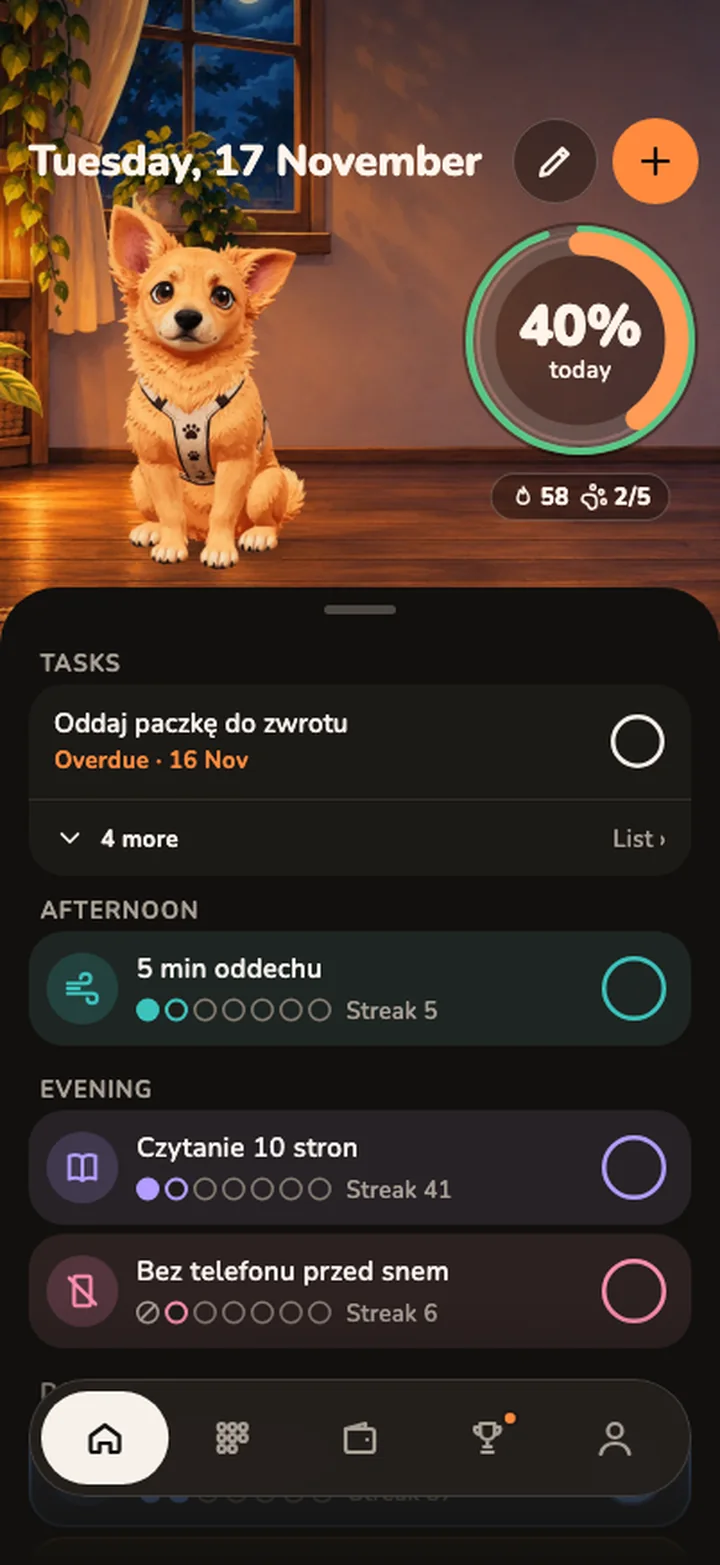 Tuesday, 17 November
40%
today
58 2/5
TASKS
Oddaj paczkę do zwrotu
Overdue · 16 Nov
4 more
List ›
AFTERNOON
5 min oddechu
Streak 5
EVENING
Czytanie 10 stron
Streak 41
Bez telefonu przed snem
Streak 6